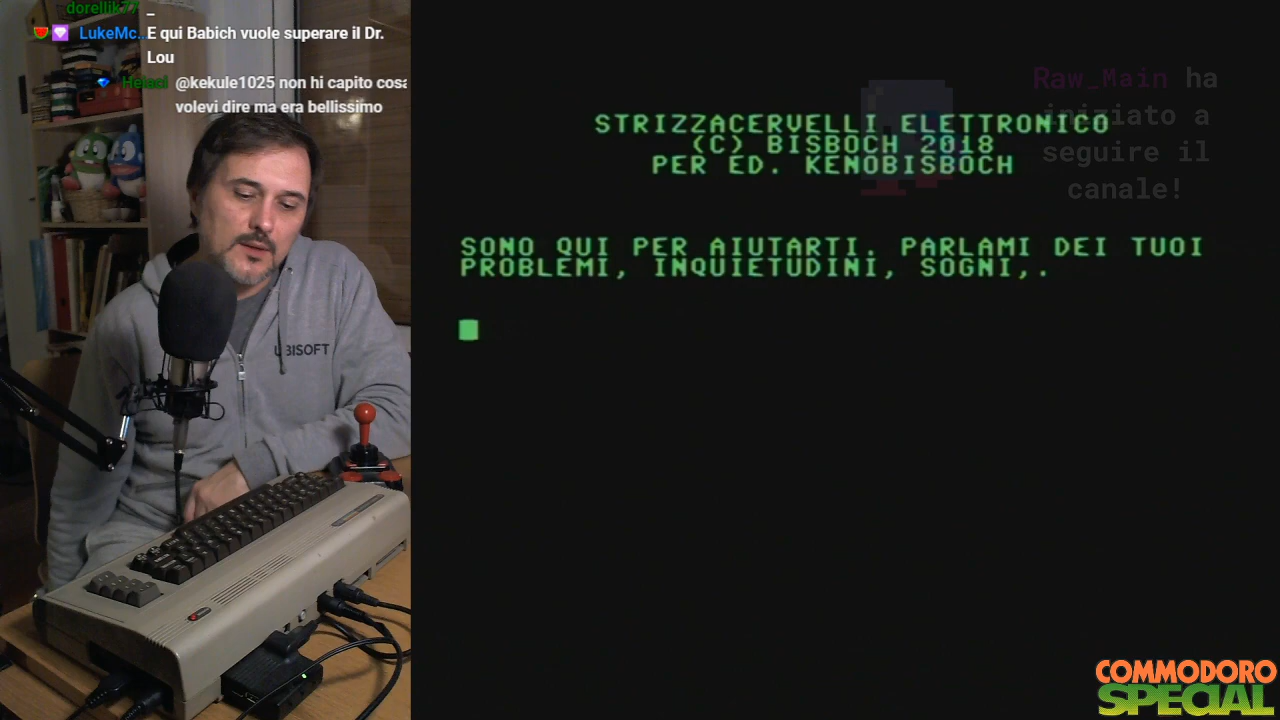 dorellik77 _
LukeMc... E qui Babich vuole superare il Dr.
Lou
Hetaci @kekule1025 non hi capito cosa
volevi dire ma era bellissimo
UBISOFT
STRIZZACERVELLI ELETTRONICO
(C) BISBOCH 2018
PER ED. KENOBISBOCH
SONO QUI PER AIUTARTI. PARLAMI DEI TUOI
PROBLEMI, INQUIETUDINI, SOGNI,.
Raw_Main ha
iniziato a
seguire il
canale!
COMMODORO
SPECIAL